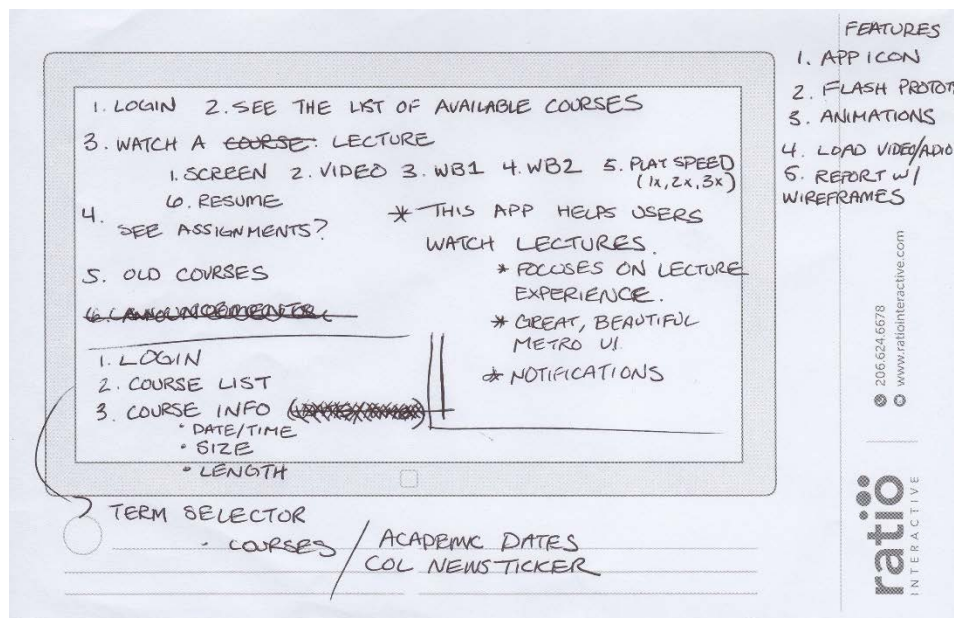 FEATURES
1. APP ICON
2. FLASH PROTOT
3. ANIMATIONS
4. LOAD VIDEO/ADIO
5. REPORT W/
WIREFRAMES
1. LOGIN 2. SEE THE LIST OF AVAILABLE COURSES
3. WATCH A COURSE: LECTURE
1. SCREEN 2. VIDEO 3. WB1 4. WB2 5. PLAY SPEED
(1x, 2x, 3x)
6. RESUME
4.
SEE ASSIGNMENTS?
5. OLD COURSES
6.
* THIS APP HELPS USERS
WATCH LECTURES.
* FOCUSES ON LECTURE
EXPERIENCE.
* GREAT, BEAUTIFUL
METRO UI
* NOTIFICATIONS
1. LOGIN
2. COURSE LIST
3. COURSE INFO
• DATE/TIME
• SIZE
• LENGTH
TERM SELECTOR
• COURSES / ACADEMIC DATES
COL NEWS TICKER
206.624.6678
www.ratiointeractive.com
ratio
INTERACTIVE